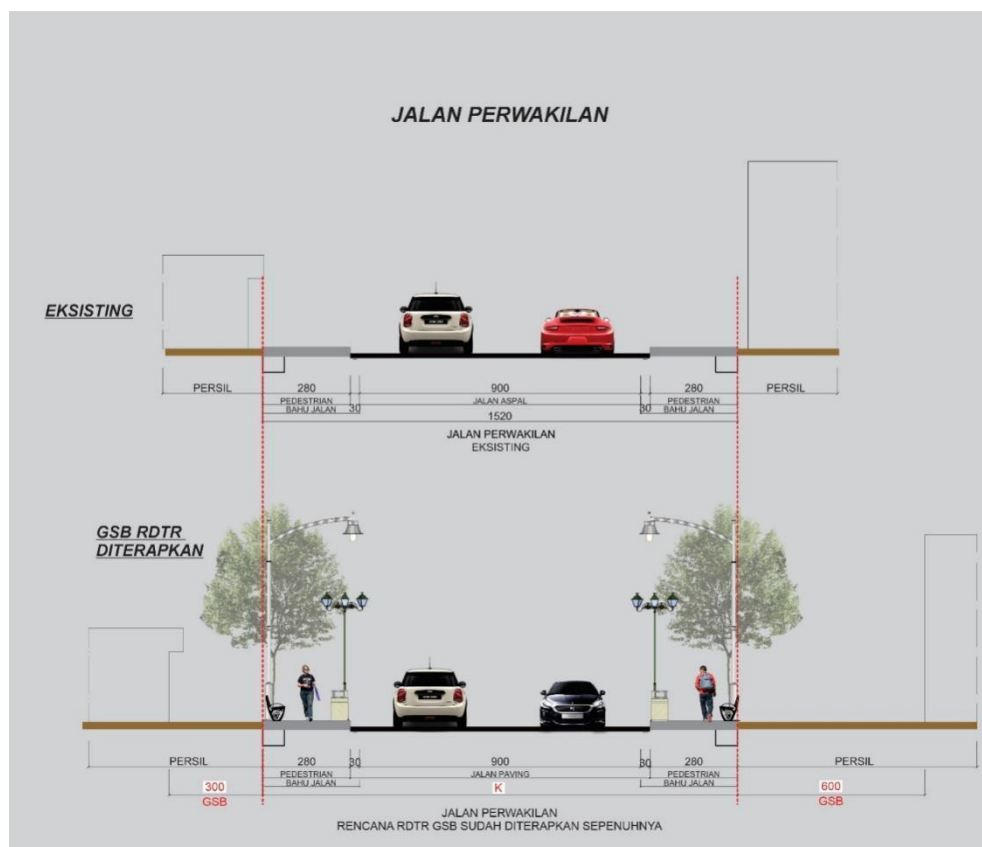 JALAN PERWAKILAN
EKSISTING
PERSIL 280 900 280 PERSIL
PEDESTRIAN JALAN ASPAL PEDESTRIAN
BAHU JALAN 30 30 BAHU JALAN
1520
JALAN PERWAKILAN
EKSISTING
GSB RDTR
DITERAPKAN
PERSIL 280 30 900 30 280 PERSIL
PEDESTRIAN JALAN PAVING PEDESTRIAN
300 BAHU JALAN K BAHU JALAN 600
GSB GSB
JALAN PERWAKILAN
RENCANA RDTR GSB SUDAH DITERAPKAN SEPENUHNYA